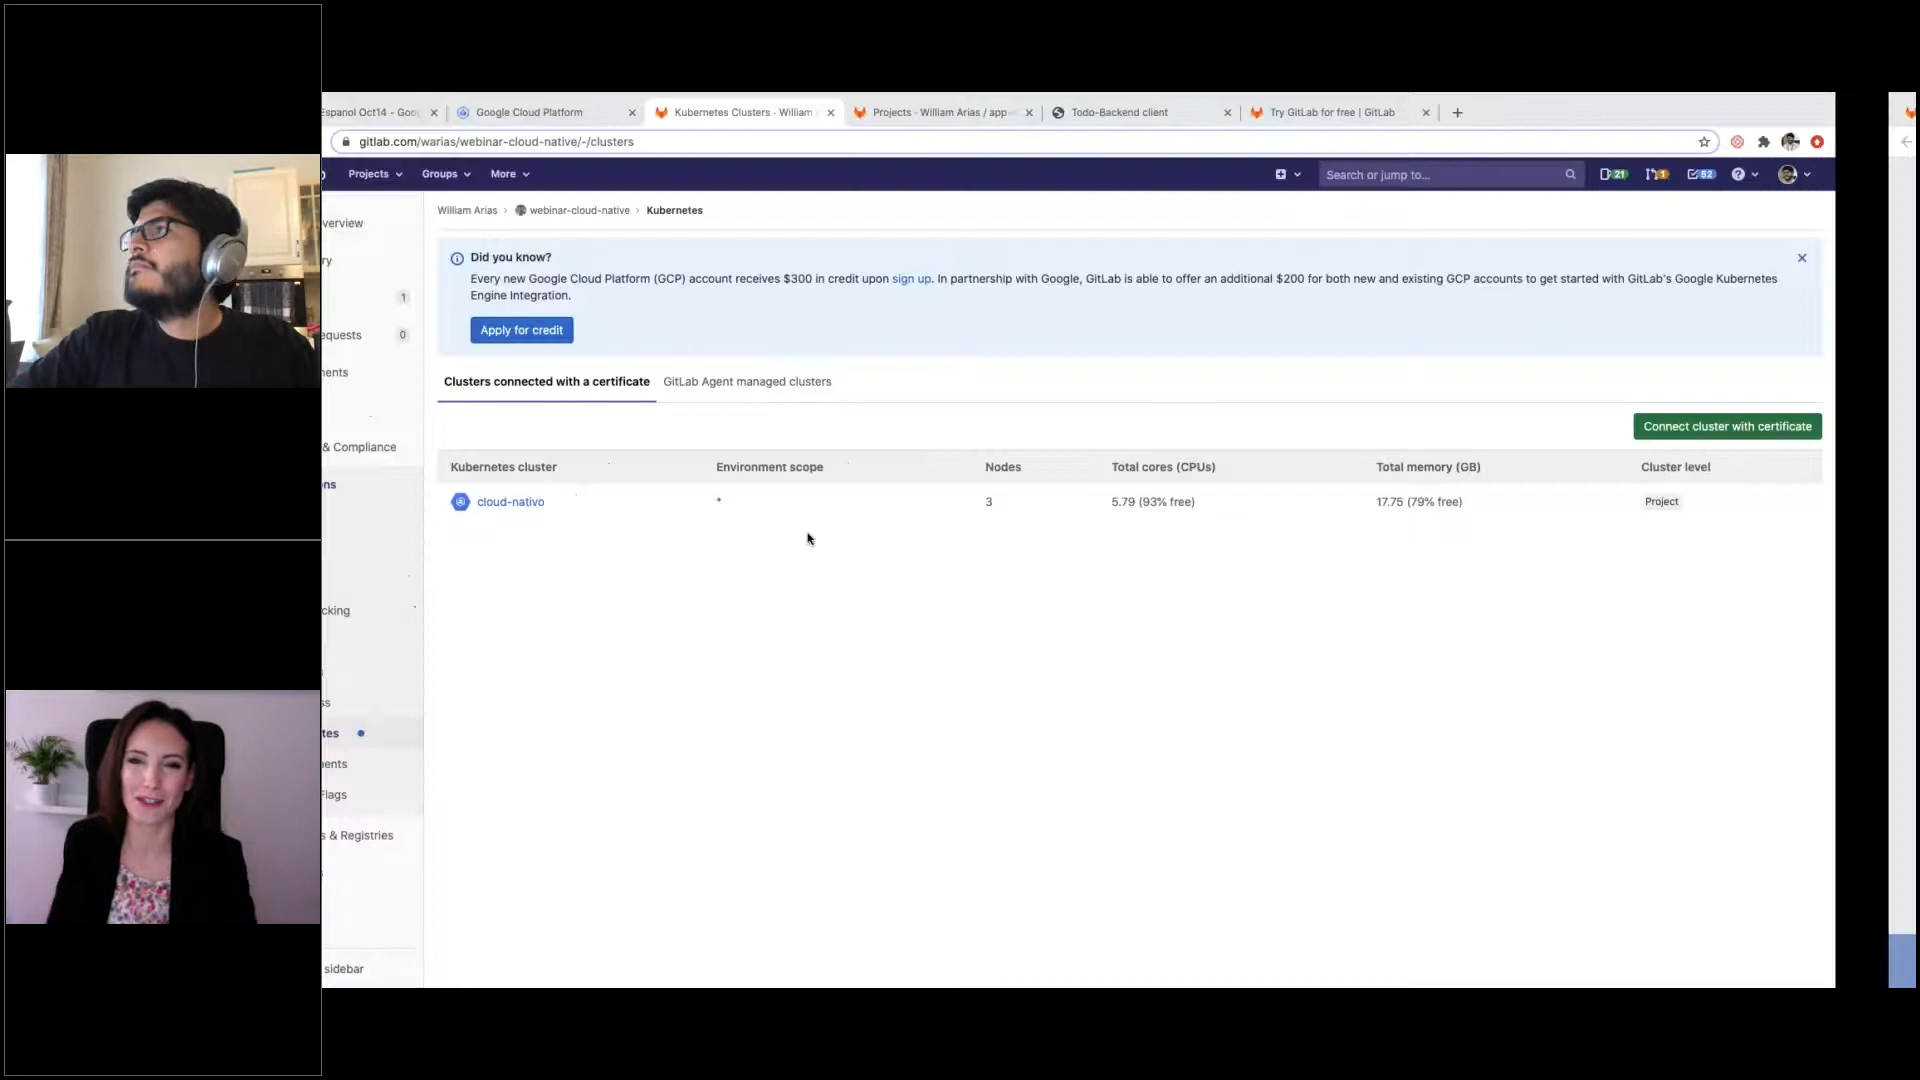 Espanol Oct14 - Goo
Google Cloud Platform
Kubernetes Clusters - William
Projects - William Arias / app-
Todo-Backend client
Try GitLab for free | GitLab
gitlab.com/warias/webinar-cloud-native/-/clusters
Projects
Groups
More
Search or jump to...
21
1
62
verview
ry
1
equests
0
ents
& Compliance
ns
cking
ss
tes
ents
Flags
s & Registries
sidebar
William Arias › webinar-cloud-native › Kubernetes
Did you know?
Every new Google Cloud Platform (GCP) account receives $300 in credit upon sign up. In partnership with Google, GitLab is able to offer an additional $200 for both new and existing GCP accounts to get started with GitLab's Google Kubernetes
Engine Integration.
Apply for credit
Clusters connected with a certificate
GitLab Agent managed clusters
Connect cluster with certificate
Kubernetes cluster Environment scope Nodes Total cores (CPUs) Total memory (GB) Cluster level
cloud-nativo * 3 5.79 (93% free) 17.75 (79% free) Project